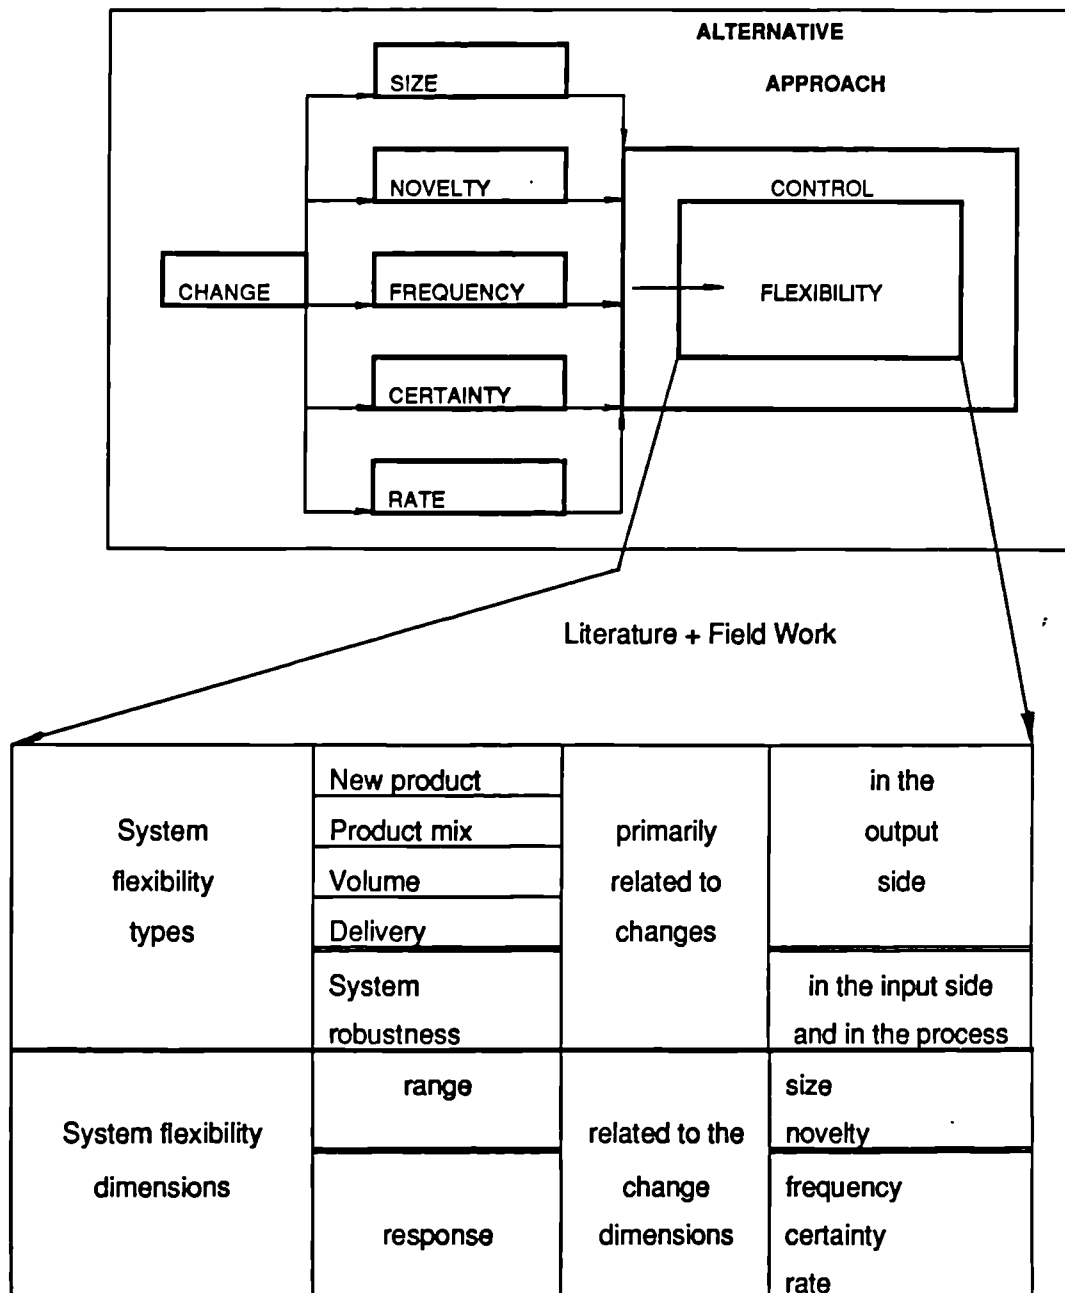 ALTERNATIVE
APPROACH
SIZE
NOVELTY
CONTROL
CHANGE
FREQUENCY
FLEXIBILITY
CERTAINTY
RATE
Literature + Field Work
System
flexibility
types
New product
Product mix
Volume
Delivery
System
robustness
primarily
related to
changes
in the
output
side
in the input side
and in the process
System flexibility
dimensions
range
response
related to the
change
dimensions
size
novelty
frequency
certainty
rate